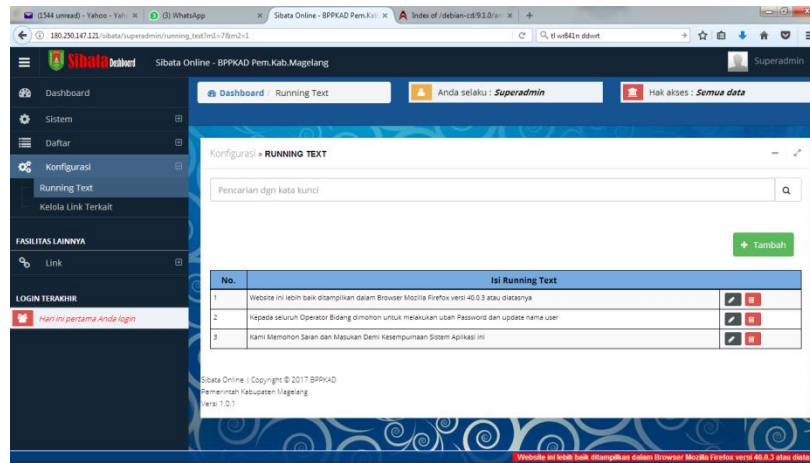 (1544 unread) - Yahoo - Yah
(3) WhatsApp
Sibata Online - BPPKAD Pem.Kab.
Index of /debian-cd/9.1.0/
180.250.147.121/sibata/superadmin/running_text?m1=7&m2=1
tl wr841n ddwrt
Sibata Dashboard
Sibata Online - BPPKAD Pem.Kab.Magelang
Superadmin
Dashboard
Sistem
Daftar
Konfigurasi
Running Text
Kelola Link Terkait
FASILITAS LAINNYA
Link
LOGIN TERAKHIR
Hari ini pertama Anda login
Dashboard / Running Text
Anda selaku : Superadmin
Hak akses : Semua data
Konfigurasi » RUNNING TEXT
Pencarian dgn kata kunci
+ Tambah
No. Isi Running Text
1 Website ini lebih baik ditampilkan dalam Browser Mozilla Firefox versi 40.0.3 atau diatasnya
2 Kepada seluruh Operator Bidang dimohon untuk melakukan ubah Password dan update nama user
3 Kami Memohon Saran dan Masukan Demi Kesempurnaan Sistem Aplikasi ini
Sibata Online | Copyright © 2017 BPPKAD
Pemerintah Kabupaten Magelang
Versi 1.0.1
Website ini lebih baik ditampilkan dalam Browser Mozilla Firefox versi 40.0.3 atau diata